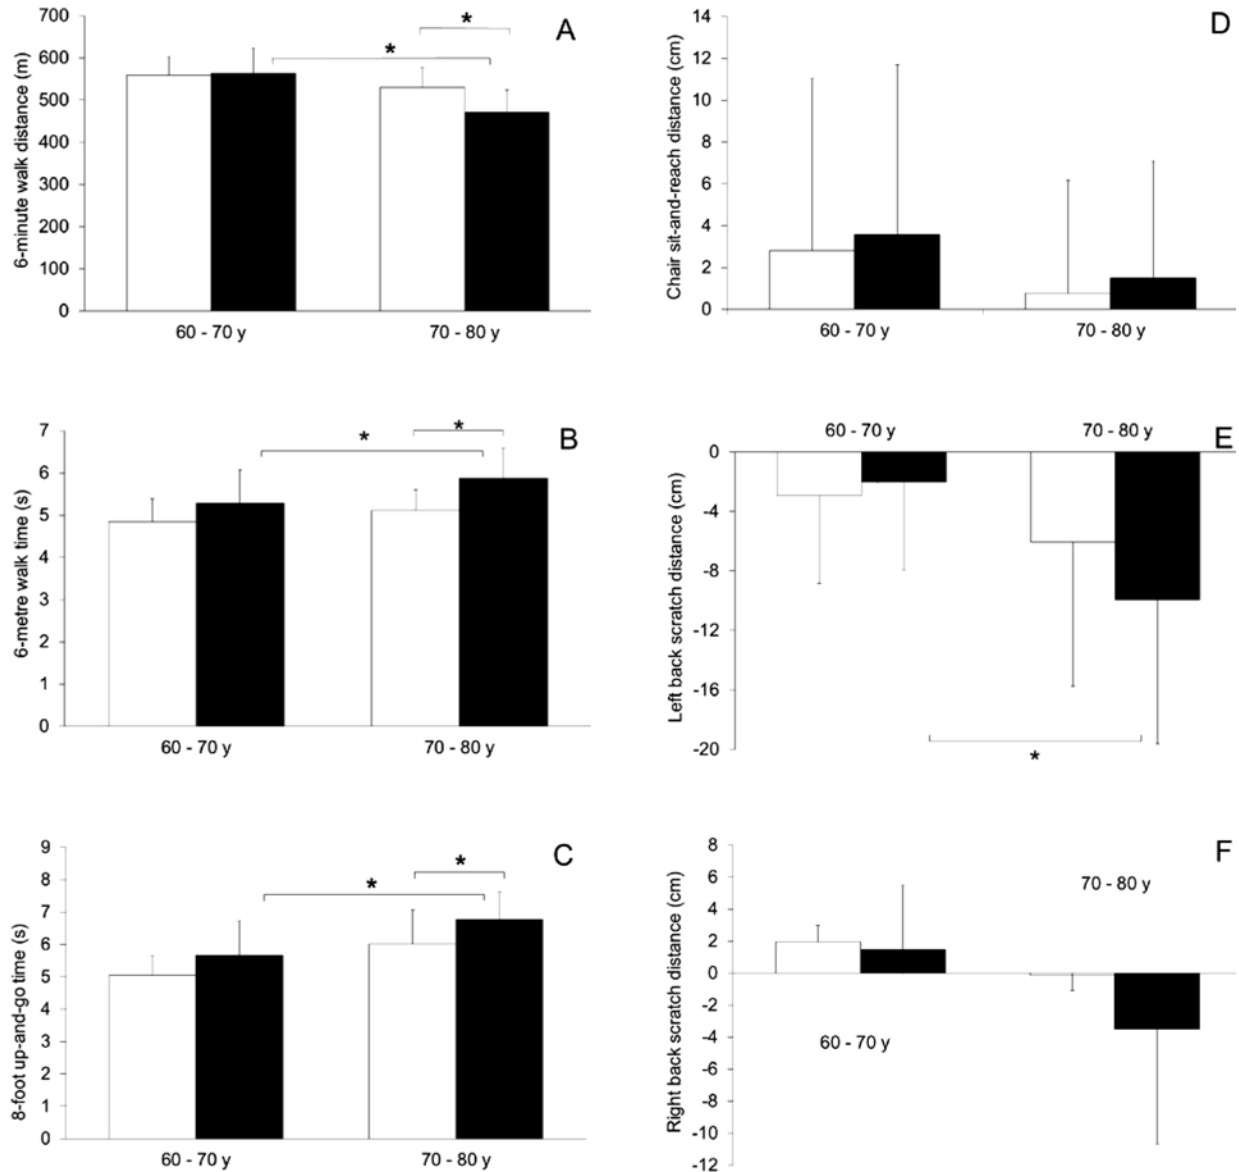 A
6-minute walk distance (m)
700
600
500
400
300
200
100
0
*
*
60 - 70 y
70 - 80 y
D
Chair sit-and-reach distance (cm)
14
12
10
8
6
4
2
0
60 - 70 y
70 - 80 y
B
6-metre walk time (s)
7
6
5
4
3
2
1
0
*
*
60 - 70 y
70 - 80 y
E
Left back scratch distance (cm)
60 - 70 y
70 - 80 y
0
-4
-8
-12
-16
-20
*
C
8-foot up-and-go time (s)
9
8
7
6
5
4
3
2
1
0
*
*
60 - 70 y
70 - 80 y
F
Right back scratch distance (cm)
8
6
4
2
0
-2
-4
-6
-8
-10
-12
70 - 80 y
60 - 70 y